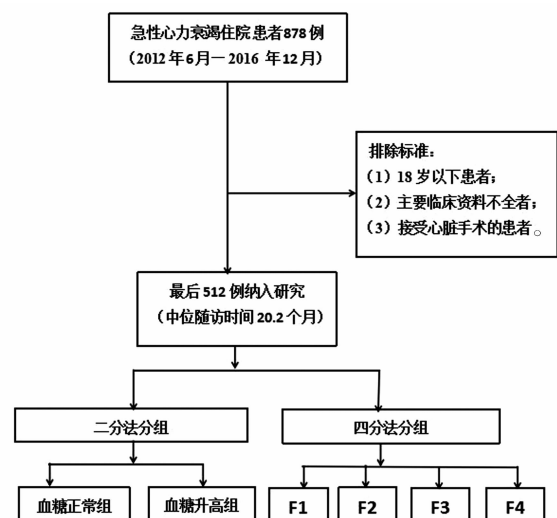 急性心力衰竭住院患者878例
（2012年6月—2016 年12月）
排除标准：
（1）18岁以下患者；
（2）主要临床资料不全者；
（3）接受心脏手术的患者。
最后512例纳入研究
（中位随访时间20.2个月）
二分法分组
四分法分组
血糖正常组
血糖升高组
F1
F2
F3
F4